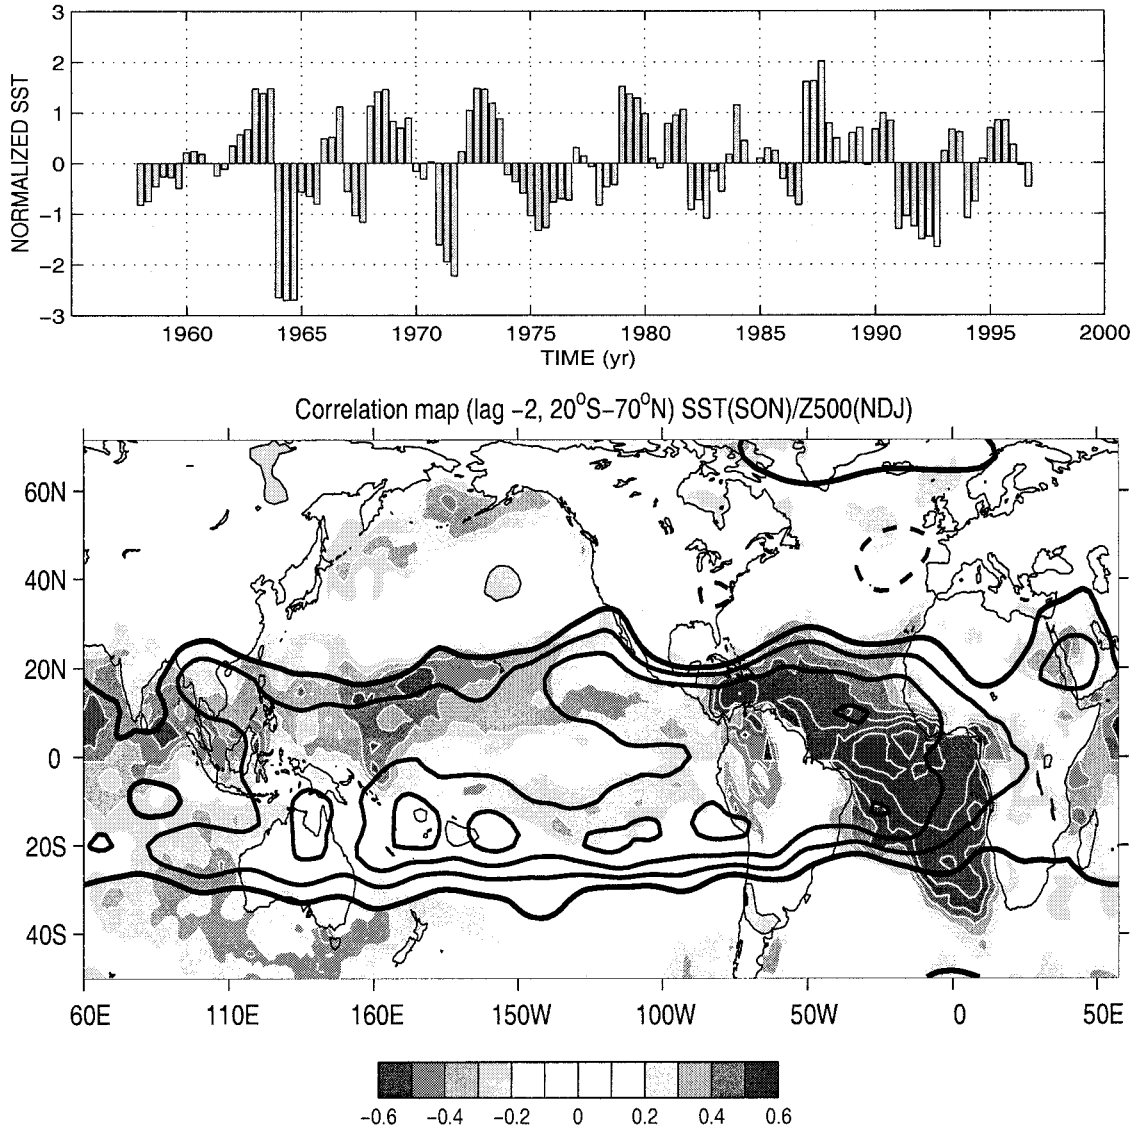 3
2
1
0
−1
−2
−3
NORMALIZED SST
1960 1965 1970 1975 1980 1985 1990 1995 2000
TIME (yr)
Correlation map (lag −2, 20°S−70°N) SST(SON)/Z500(NDJ)
60N
40N
20N
0
20S
40S
60E 110E 160E 150W 100W 50W 0 50E
−0.6 −0.4 −0.2 0 0.2 0.4 0.6